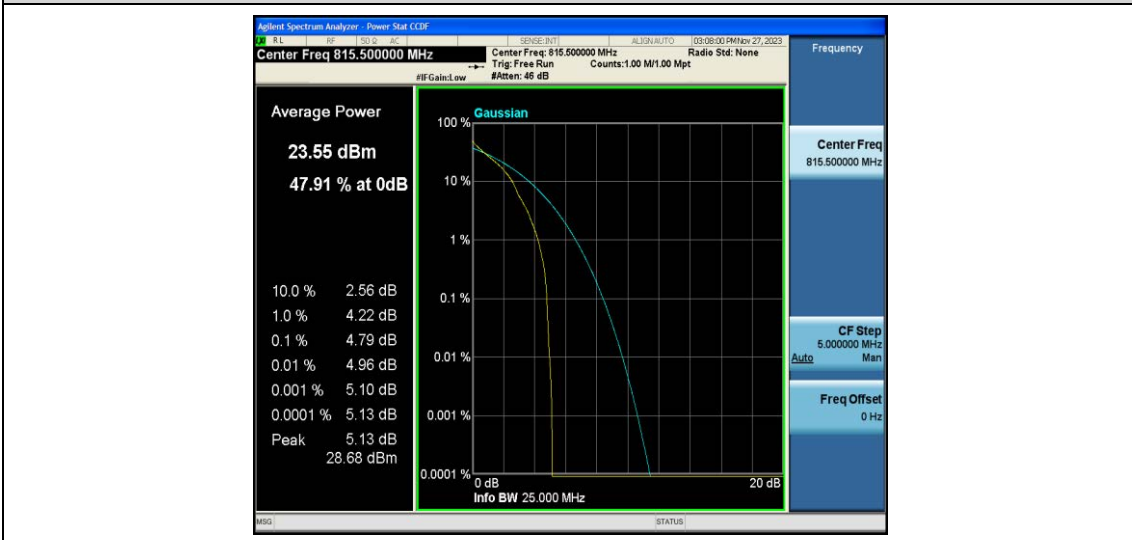 Agilent Spectrum Analyzer - Power Stat CCDF
RL RF 50 Ω AC SENSE:INT ALIGN AUTO 03:08:00 PM Nov 27, 2023
Center Freq 815.500000 MHz
Center Freq: 815.500000 MHz Radio Std: None
Trig: Free Run Counts:1.00 M/1.00 Mpt
#IFGain:Low #Atten: 46 dB
Frequency
Average Power
23.55 dBm
47.91 % at 0dB
10.0 % 2.56 dB
1.0 % 4.22 dB
0.1 % 4.79 dB
0.01 % 4.96 dB
0.001 % 5.10 dB
0.0001 % 5.13 dB
Peak 5.13 dB
28.68 dBm
Gaussian
100 %
10 %
1 %
0.1 %
0.01 %
0.001 %
0.0001 %
0 dB 20 dB
Info BW 25.000 MHz
Center Freq
815.500000 MHz
CF Step
5.000000 MHz
Auto Man
Freq Offset
0 Hz
MSG STATUS